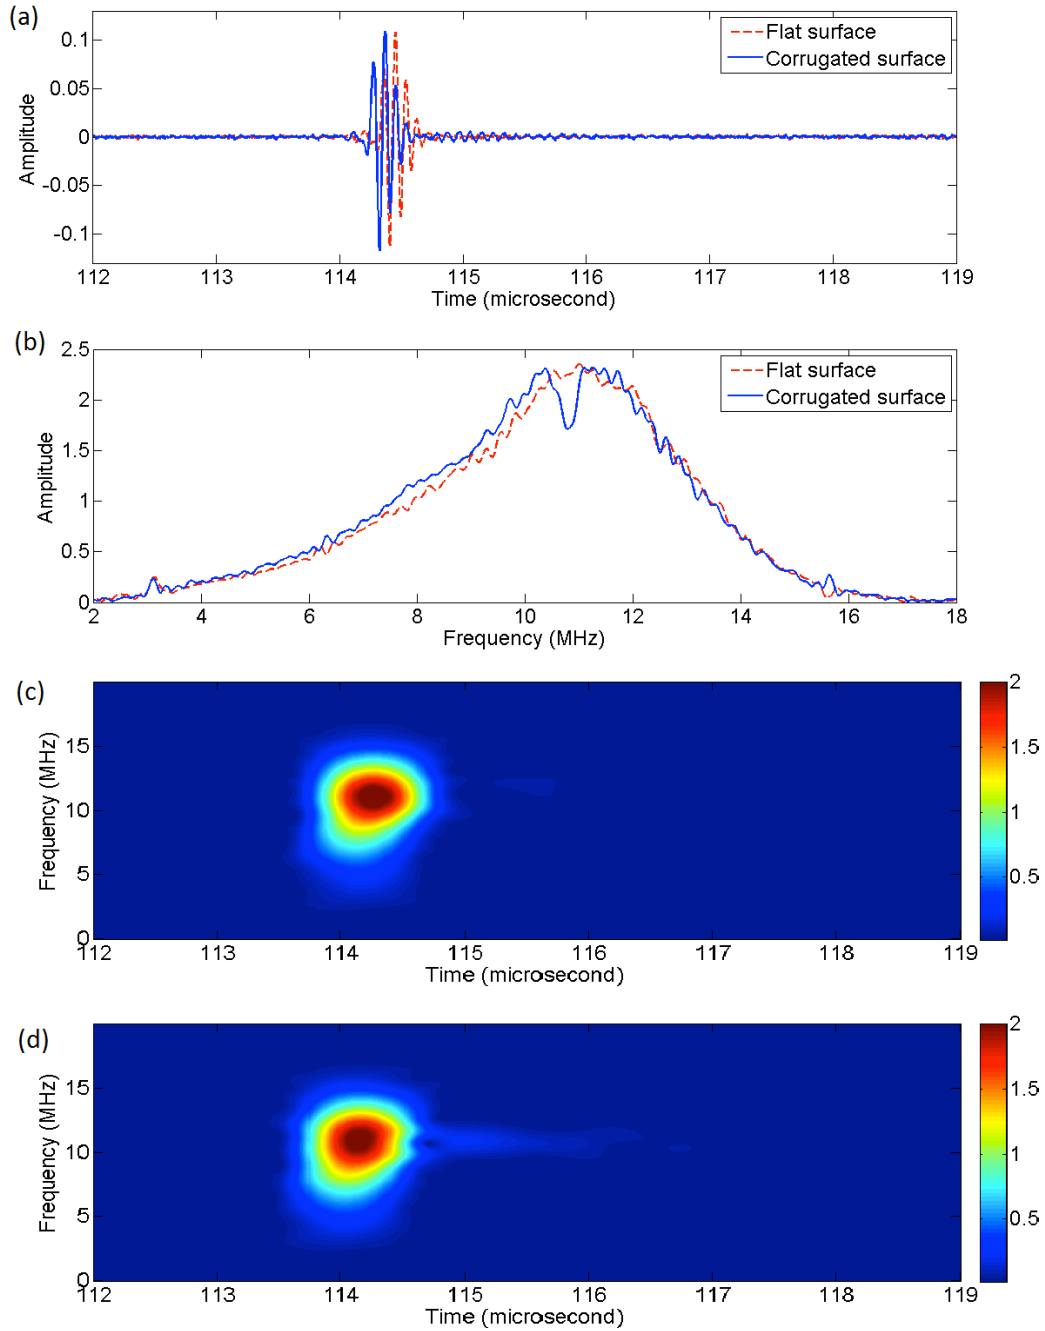 (a)
Amplitude
0.1
0.05
0
-0.05
-0.1
Flat surface
Corrugated surface
112 113 114 115 116 117 118 119
Time (microsecond)
(b)
Amplitude
2.5
2
1.5
1
0.5
0
Flat surface
Corrugated surface
2 4 6 8 10 12 14 16 18
Frequency (MHz)
(c)
Frequency (MHz)
15
10
5
0
112 113 114 115 116 117 118 119
Time (microsecond)
2
1.5
1
0.5
(d)
Frequency (MHz)
15
10
5
0
112 113 114 115 116 117 118 119
Time (microsecond)
2
1.5
1
0.5